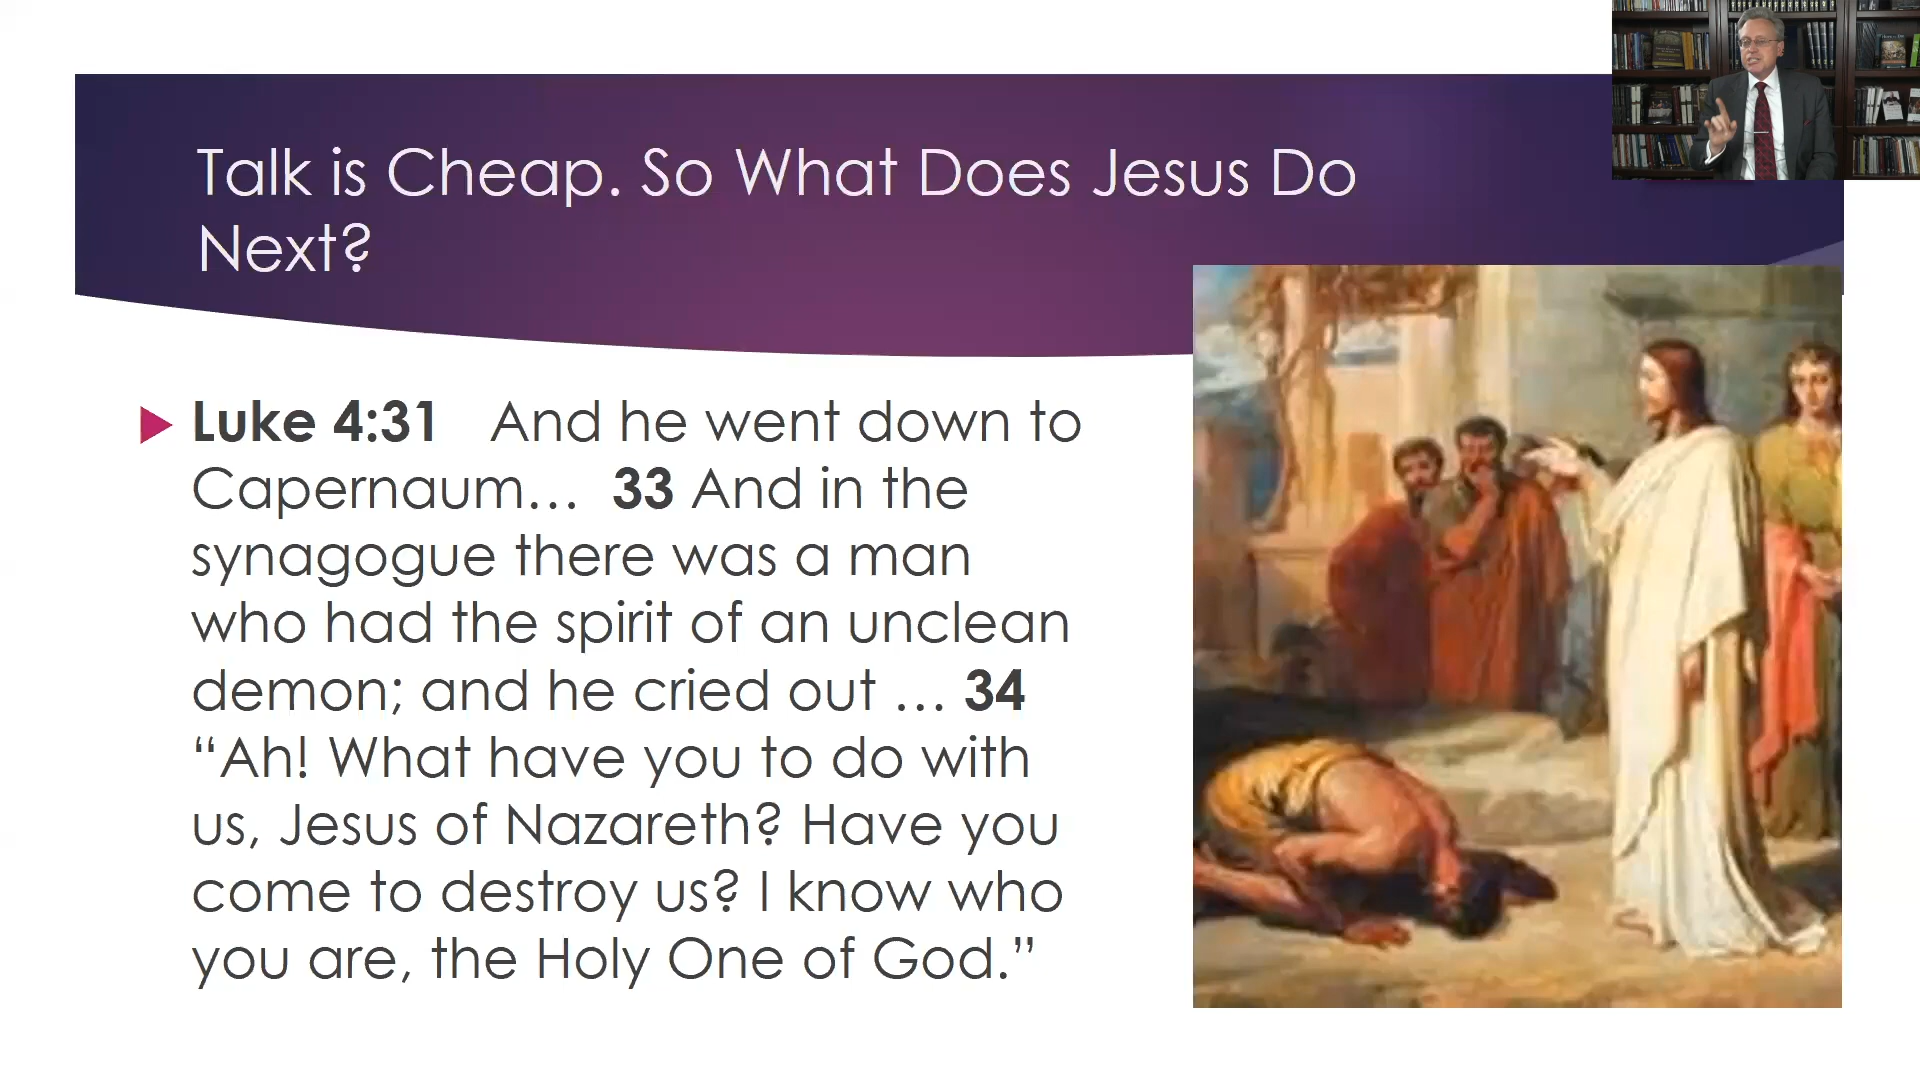 Talk is Cheap. So What Does Jesus Do
Next?
Luke 4:31 And he went down to
Capernaum… 33 And in the
synagogue there was a man
who had the spirit of an unclean
demon; and he cried out … 34
“Ah! What have you to do with
us, Jesus of Nazareth? Have you
come to destroy us? I know who
you are, the Holy One of God.”